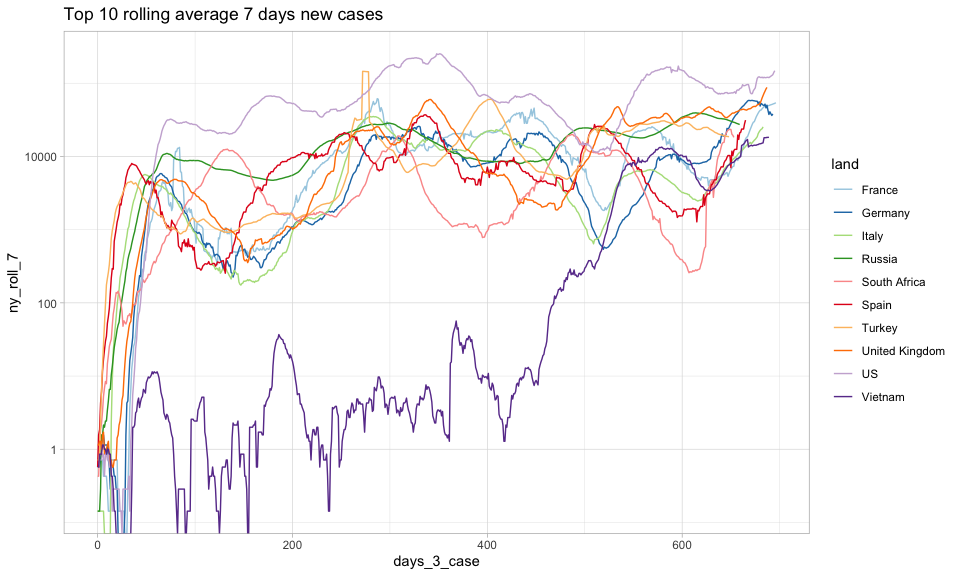 Top 10 rolling average 7 days new cases
ny_roll_7
10000
100
1
0
200
400
600
days_3_case
land
France
Germany
Italy
Russia
South Africa
Spain
Turkey
United Kingdom
US
Vietnam